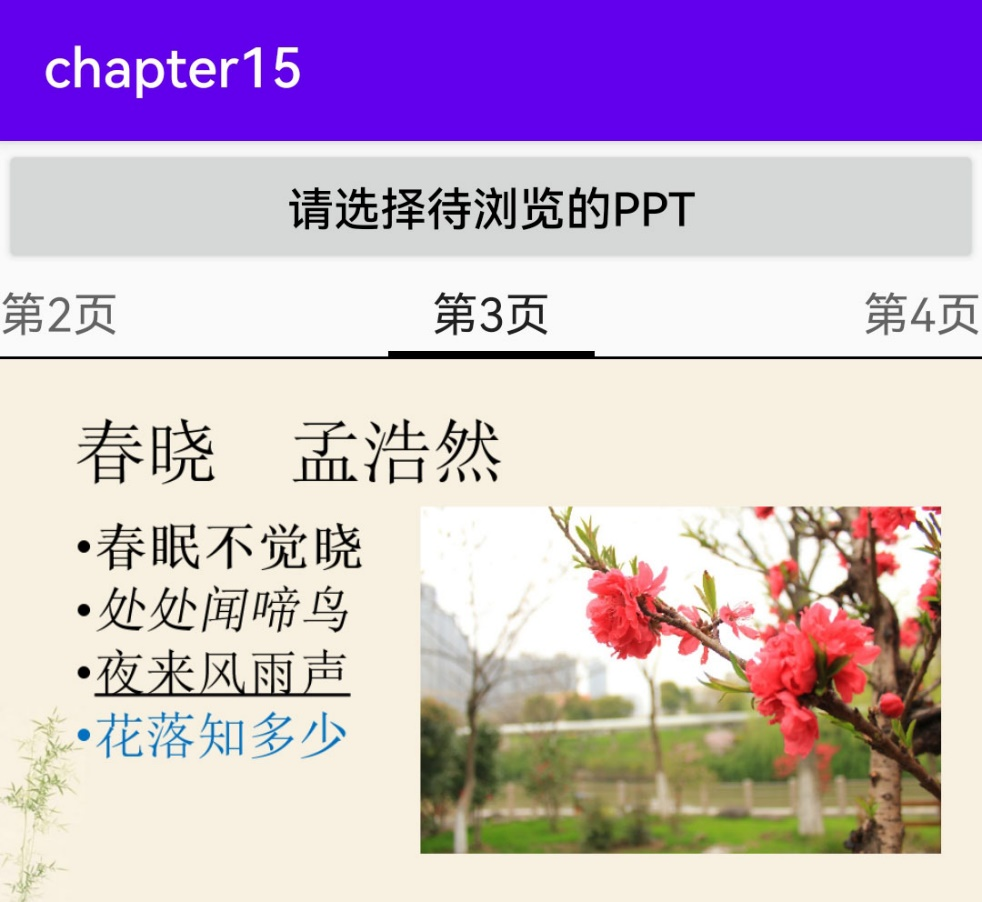 chapter15
请选择待浏览的PPT
第2页 第3页 第4页
春晓 孟浩然
•春眠不觉晓
•处处闻啼鸟
•夜来风雨声
•花落知多少